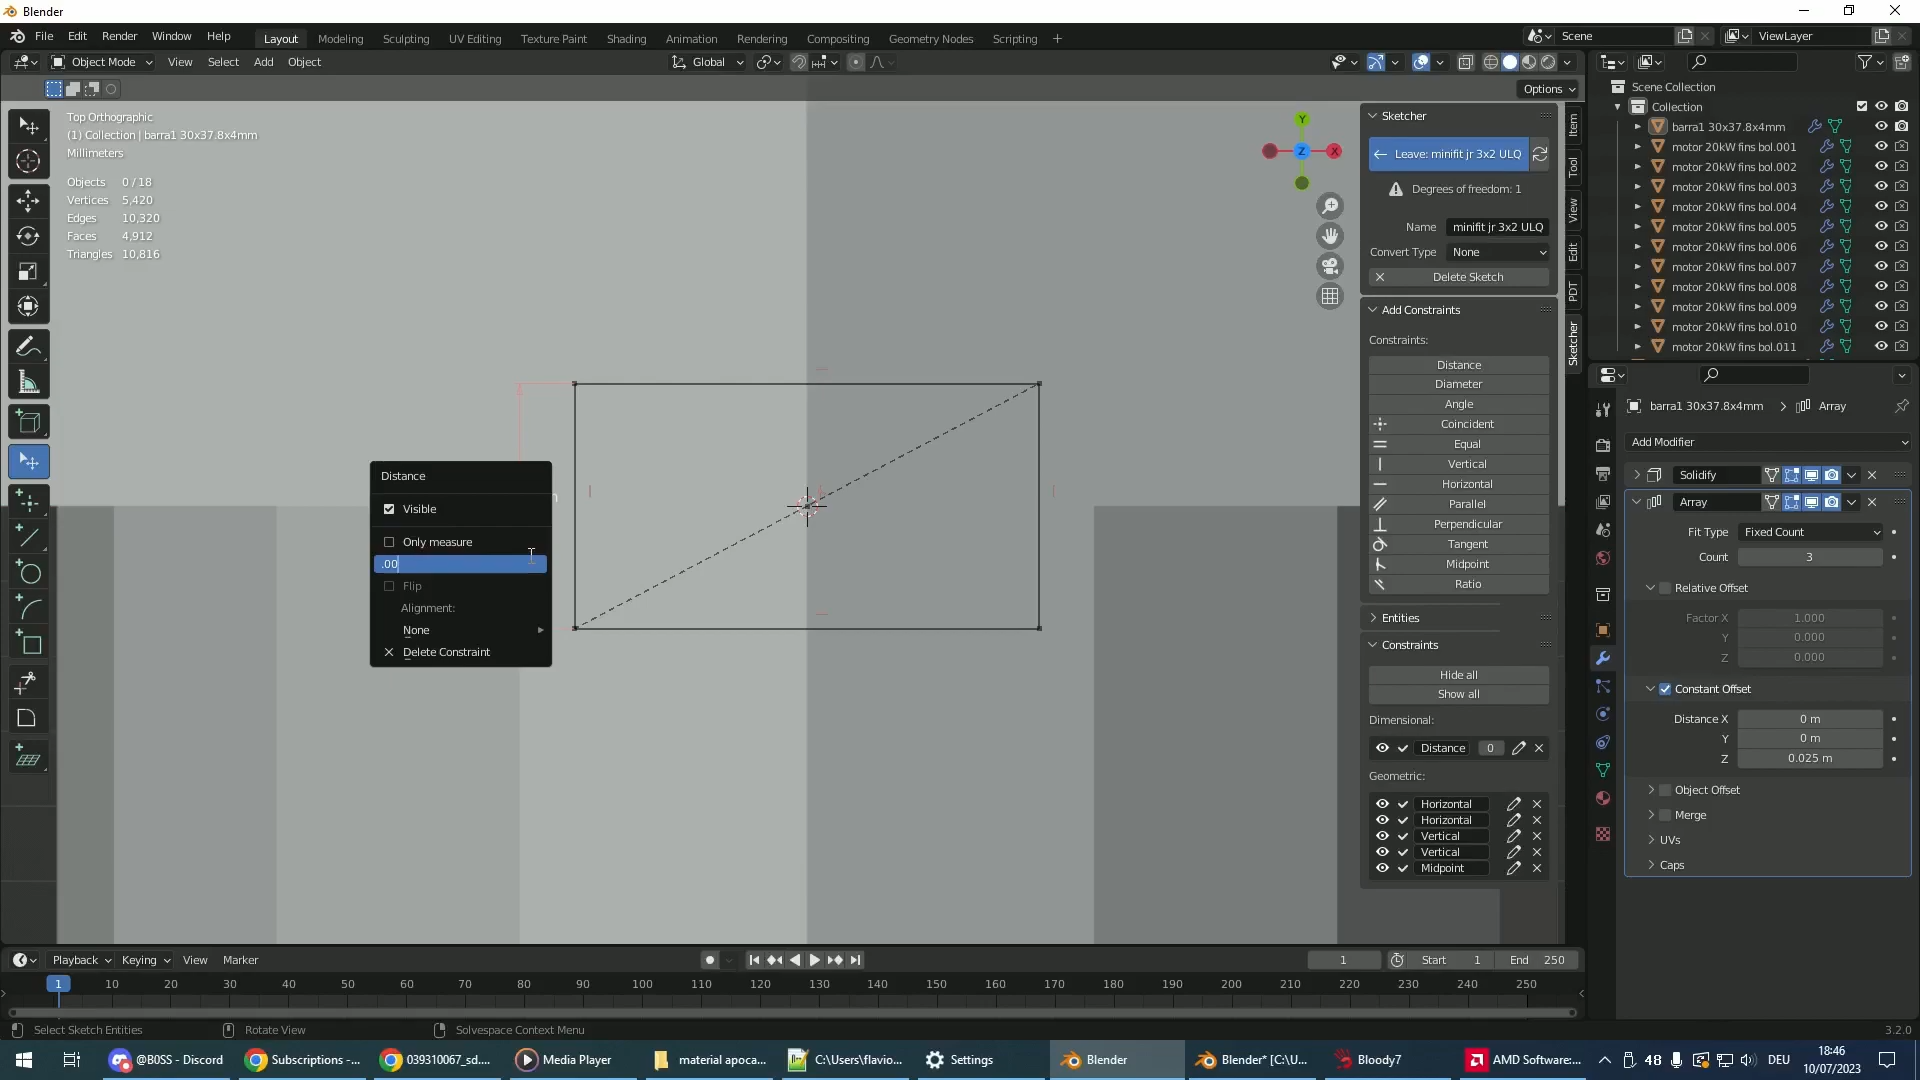 Blender
File Edit Render Window Help
Layout Modeling Sculpting UV Editing Texture Paint Shading Animation Rendering Compositing Geometry Nodes Scripting +
Scene
ViewLayer
Object Mode View Select Add Object
Global
Options
Top Orthographic
(1) Collection | barra1 30x37.8x4mm
Millimeters
Objects 0/18
Vertices 5,420
Edges 10,320
Faces 4,912
Triangles 10,816
Y
Z
X
Distance
Visible
Only measure
.00
Flip
Alignment:
None
Delete Constraint
Sketcher
Leave: minifit jr 3x2 ULQ
Degrees of freedom: 1
Name minifit jr 3x2 ULQ
Convert Type None
Delete Sketch
Add Constraints
Constraints:
Distance
Diameter
Angle
Coincident
Equal
Vertical
Horizontal
Parallel
Perpendicular
Tangent
Midpoint
Ratio
Entities
Constraints
Hide all
Show all
Dimensional:
Distance 0
Geometric:
Horizontal
Horizontal
Vertical
Vertical
Midpoint
Item
Tool
View
Edit
PDT
Sketcher
Scene Collection
Collection
barra1 30x37.8x4mm
motor 20kW fins bol.001
motor 20kW fins bol.002
motor 20kW fins bol.003
motor 20kW fins bol.004
motor 20kW fins bol.005
motor 20kW fins bol.006
motor 20kW fins bol.007
motor 20kW fins bol.008
motor 20kW fins bol.009
motor 20kW fins bol.010
motor 20kW fins bol.011
barra1 30x37.8x4mm > Array
Add Modifier
Solidify
Array
Fit Type Fixed Count
Count 3
Relative Offset
Factor X 1.000
Y 0.000
Z 0.000
Constant Offset
Distance X 0 m
Y 0 m
Z 0.025 m
Object Offset
Merge
UVs
Caps
Playback Keying View Marker
1
Start 1
End 250
1 10 20 30 40 50 60 70 80 90 100 110 120 130 140 150 160 170 180 190 200 210 220 230 240 250
Select Sketch Entities Rotate View Solvespace Context Menu
3.2.0
@B0SS - Discord
Subscriptions -...
039310067_sd....
Media Player
material apoca...
C:\Users\flavio...
Settings
Blender
Blender* [C:\U...
Bloody7
AMD Software:...
48
DEU
18:46
10/07/2023